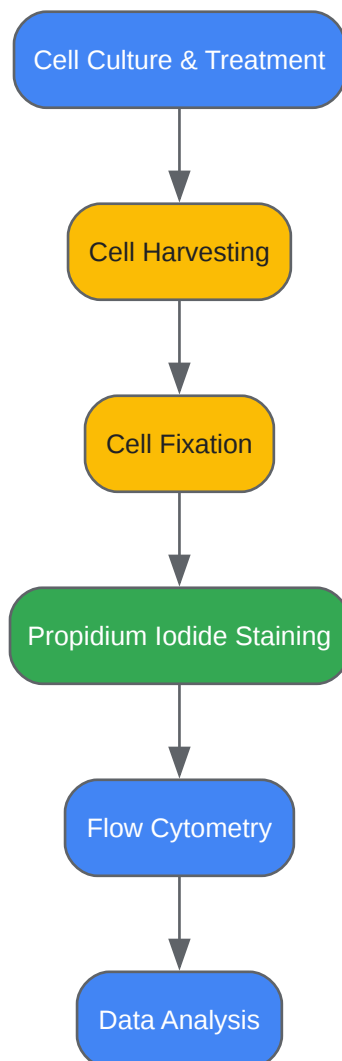 Cell Culture & Treatment
Cell Harvesting
Cell Fixation
Propidium Iodide Staining
Flow Cytometry
Data Analysis